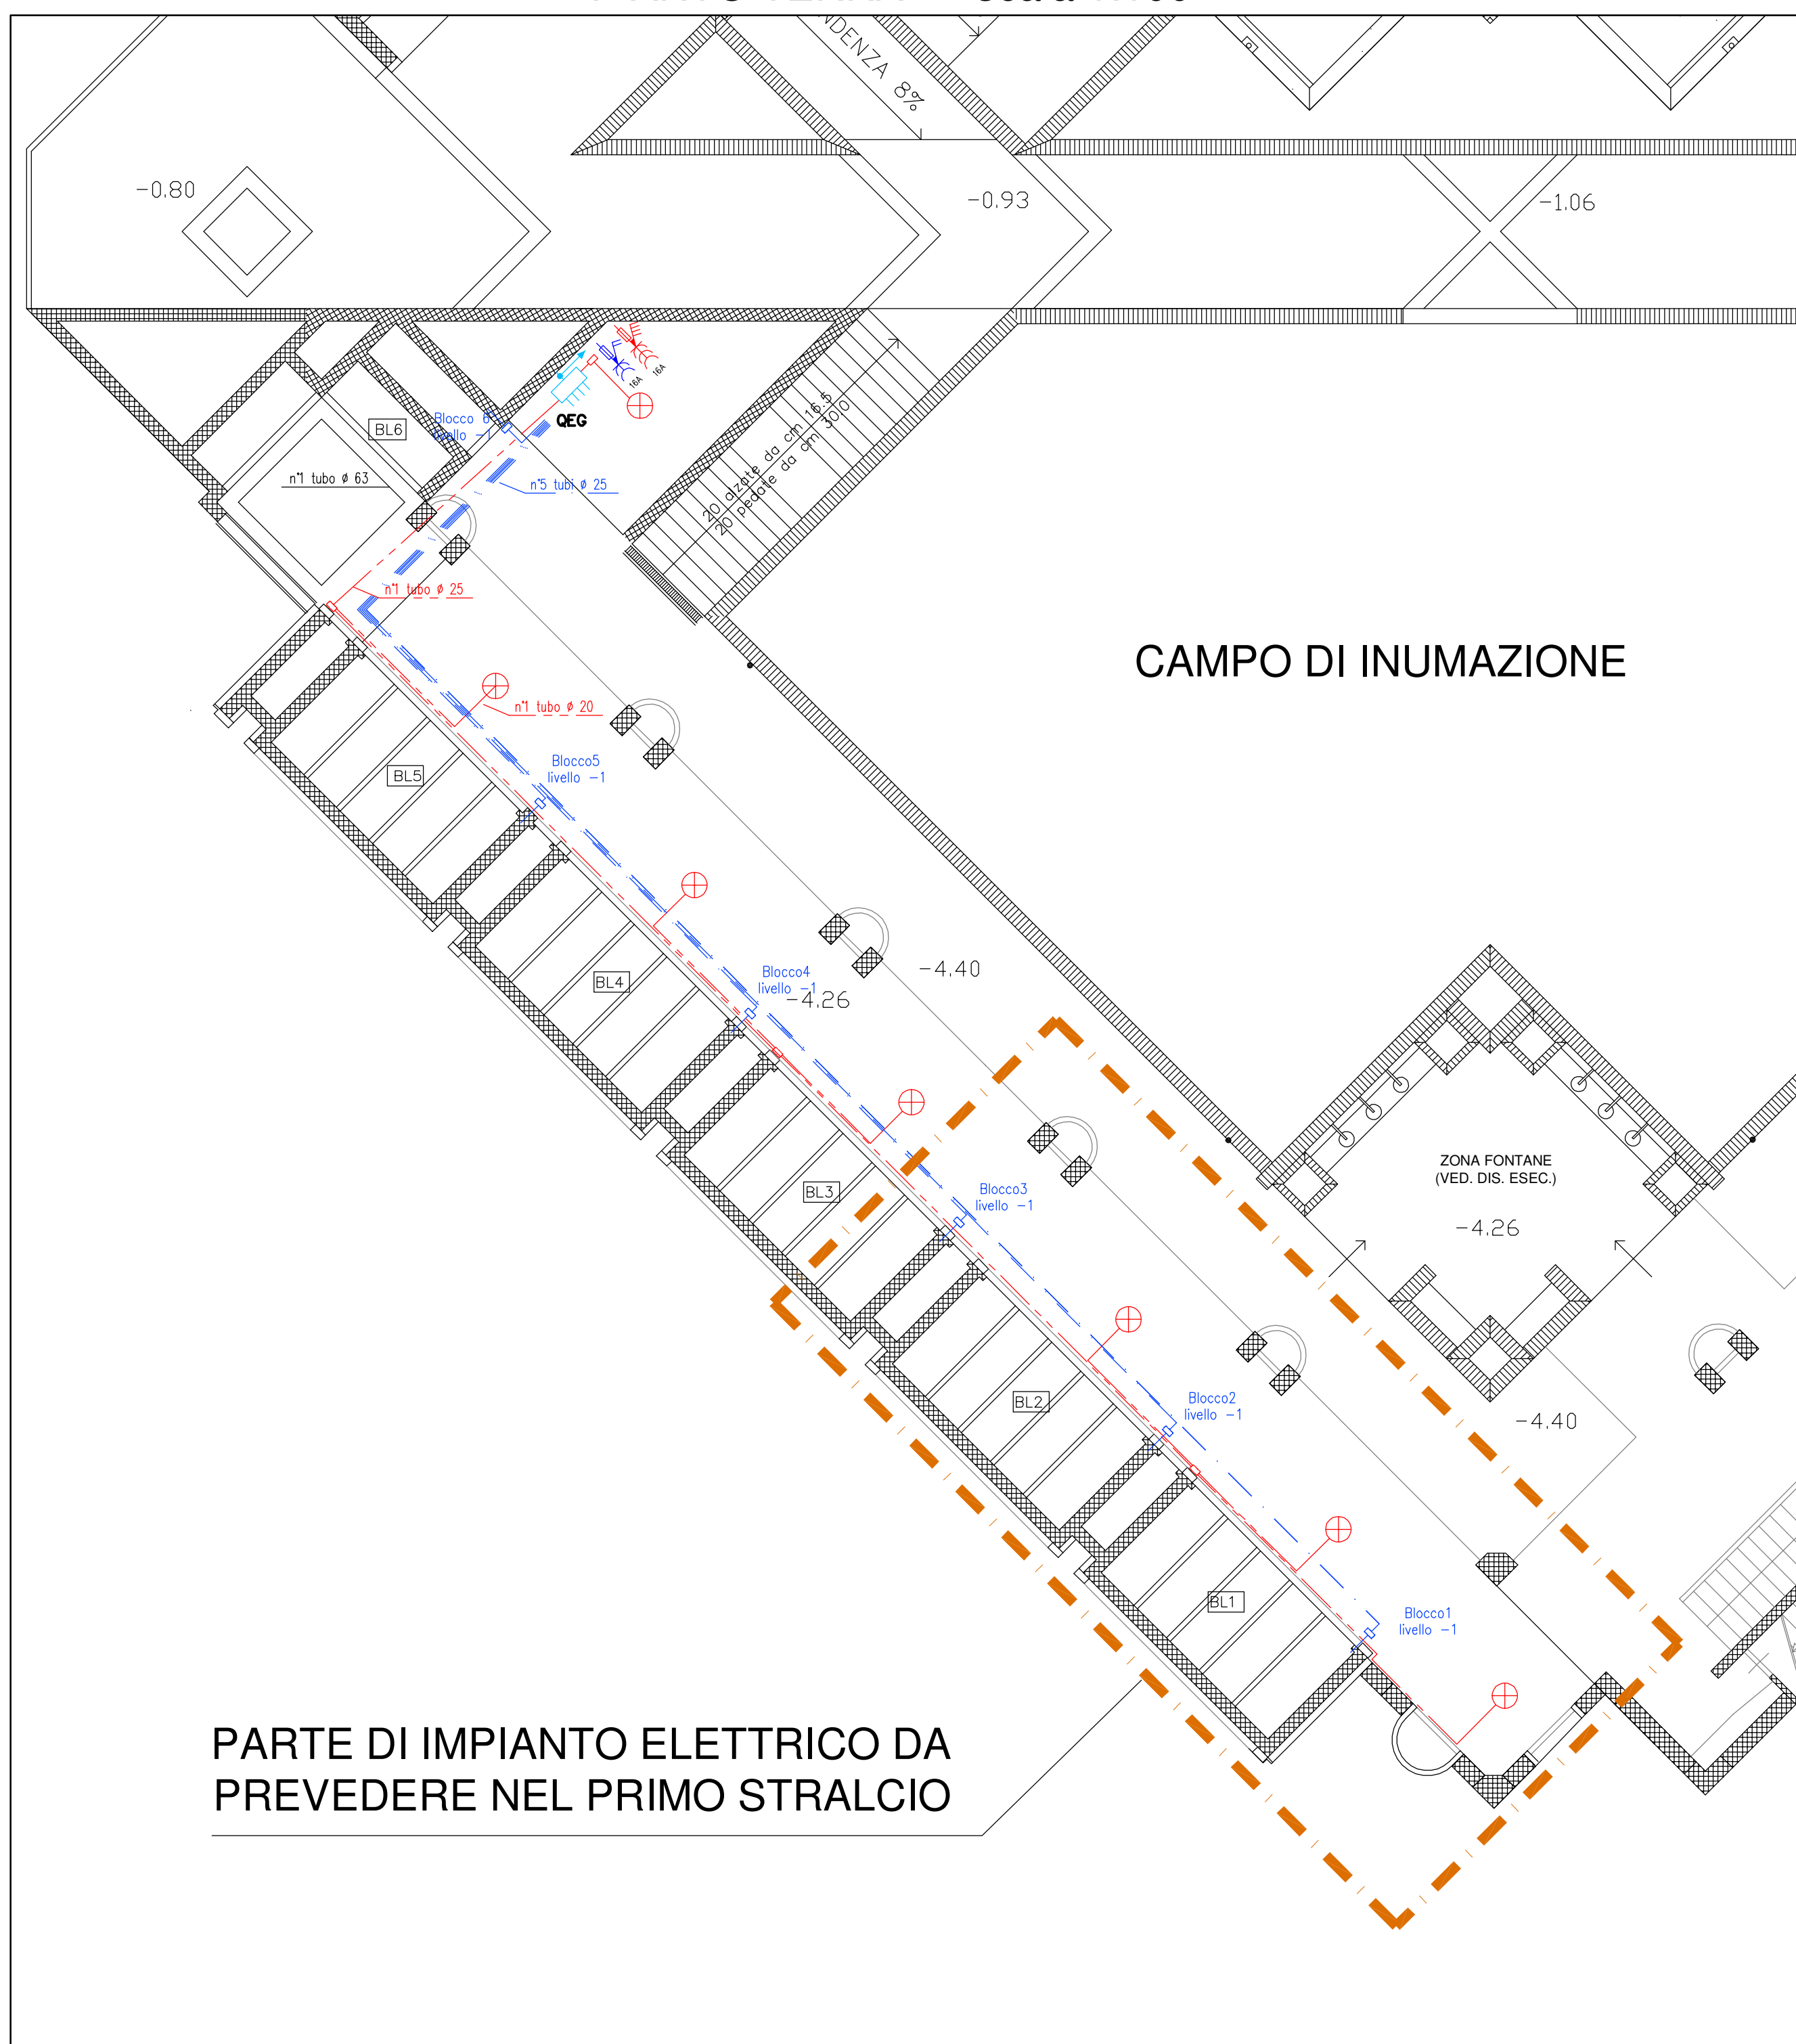 NDENZA 8%
-0.80
-0.93
-1.06
16A
16A
QEG
Blocco 6
livello -1
BL6
n°1 tubo ø 63
n°5 tubi ø 25
20 alzate da cm 16.5
20 pedate da cm 30.0
n°1 tubo ø 25
CAMPO DI INUMAZIONE
n°1 tubo ø 20
Blocco5
livello -1
BL5
Blocco4
livello -1
-4.40
-4.26
BL4
ZONA FONTANE
(VED. DIS. ESEC.)
-4.26
Blocco3
livello -1
BL3
Blocco2
livello -1
BL2
-4.40
BL1
Blocco1
livello -1
PARTE DI IMPIANTO ELETTRICO DA
PREVEDERE NEL PRIMO STRALCIO